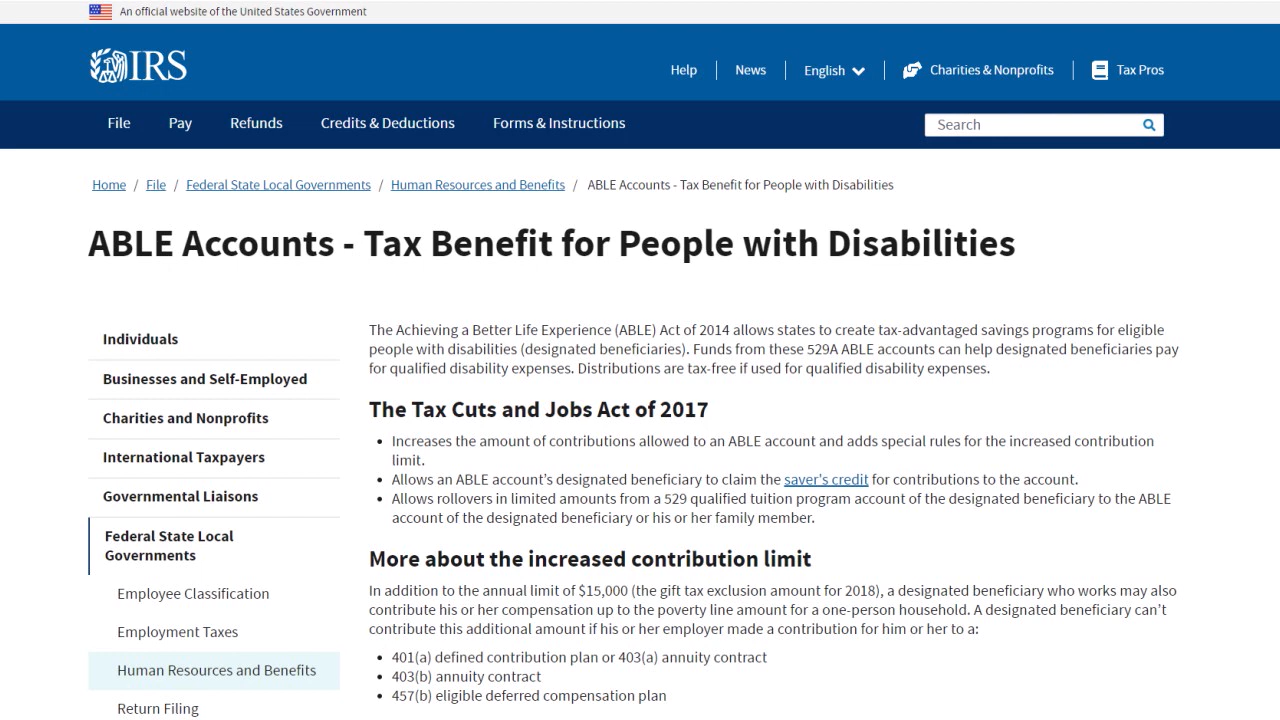 An official website of the United States Government
IRS
Help
News
English
Charities & Nonprofits
Tax Pros
File
Pay
Refunds
Credits & Deductions
Forms & Instructions
Search
Home / File / Federal State Local Governments / Human Resources and Benefits / ABLE Accounts - Tax Benefit for People with Disabilities
ABLE Accounts - Tax Benefit for People with Disabilities
Individuals
Businesses and Self-Employed
Charities and Nonprofits
International Taxpayers
Governmental Liaisons
Federal State Local
Governments
Employee Classification
Employment Taxes
Human Resources and Benefits
Return Filing
The Achieving a Better Life Experience (ABLE) Act of 2014 allows states to create tax-advantaged savings programs for eligible
people with disabilities (designated beneficiaries). Funds from these 529A ABLE accounts can help designated beneficiaries pay
for qualified disability expenses. Distributions are tax-free if used for qualified disability expenses.
The Tax Cuts and Jobs Act of 2017
• Increases the amount of contributions allowed to an ABLE account and adds special rules for the increased contribution
limit.
• Allows an ABLE account's designated beneficiary to claim the saver's credit for contributions to the account.
• Allows rollovers in limited amounts from a 529 qualified tuition program account of the designated beneficiary to the ABLE
account of the designated beneficiary or his or her family member.
More about the increased contribution limit
In addition to the annual limit of $15,000 (the gift tax exclusion amount for 2018), a designated beneficiary who works may also
contribute his or her compensation up to the poverty line amount for a one-person household. A designated beneficiary can't
contribute this additional amount if his or her employer made a contribution for him or her to a:
• 401(a) defined contribution plan or 403(a) annuity contract
• 403(b) annuity contract
• 457(b) eligible deferred compensation plan